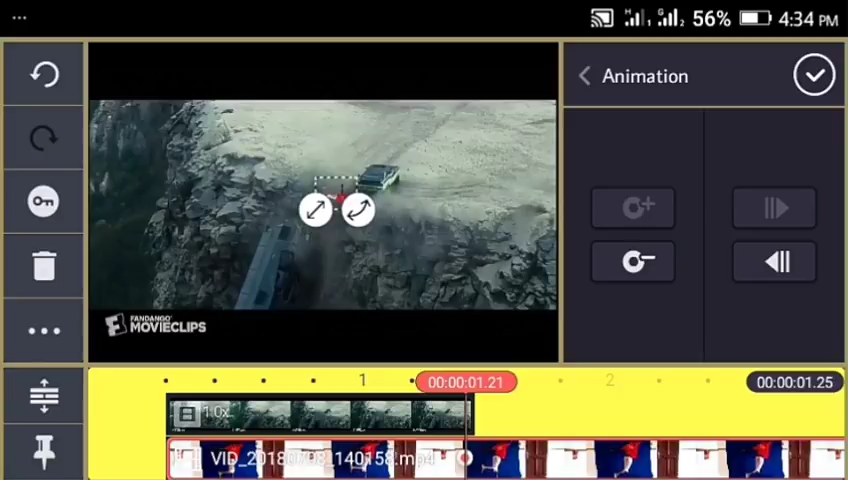 56% 4:34 PM
Animation
FANDANGO
MOVIECLIPS
1
00:00:01.21
2
00:00:01.25
1.0x
VID_20180703_140158.mp4